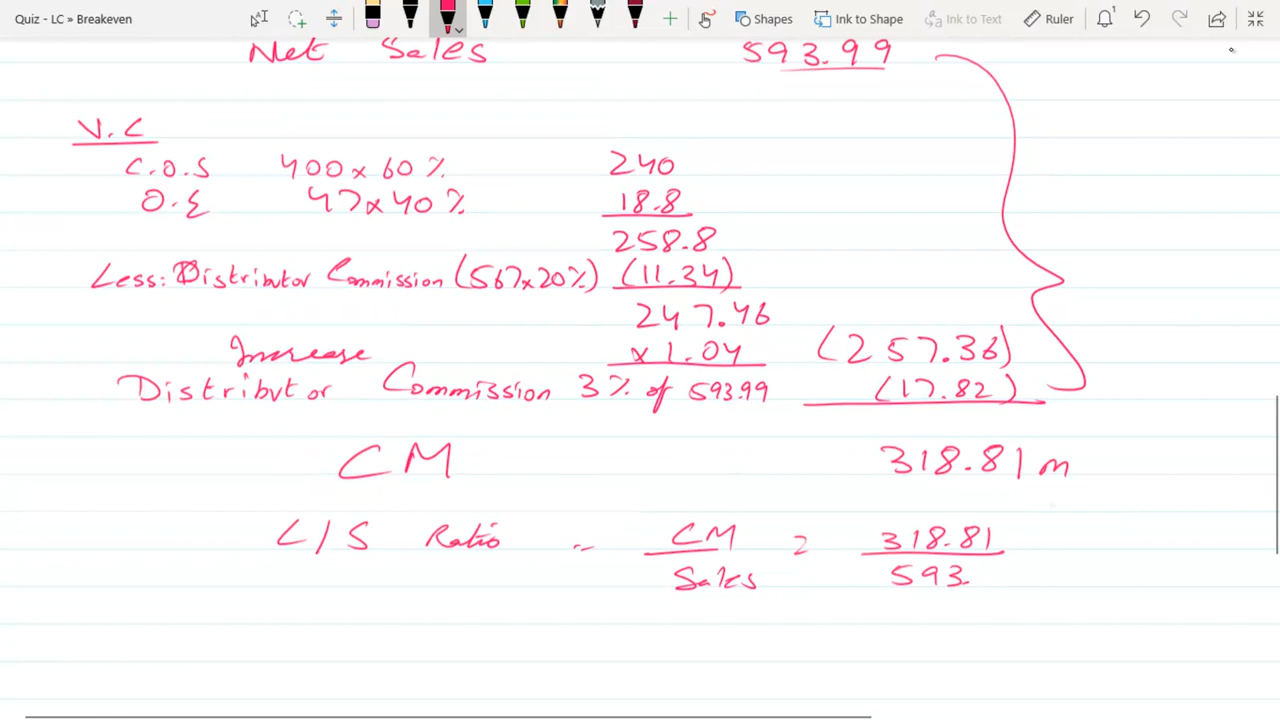 Quiz - LC » Breakeven Shapes Ink to Shape Ink to Text Ruler
Net Sales 593.99
V.C
C.O.S 400 x 60% 240
O.E 47 x 40% 18.8
258.8
Less: Distributor Commission (567x20%) (11.34)
247.46
Increase x 1.04 (257.36)
Distributor Commission 3% of 593.99 (17.82)
CM 318.81 m
C/S Ratio = CM = 318.81
Sales 593.